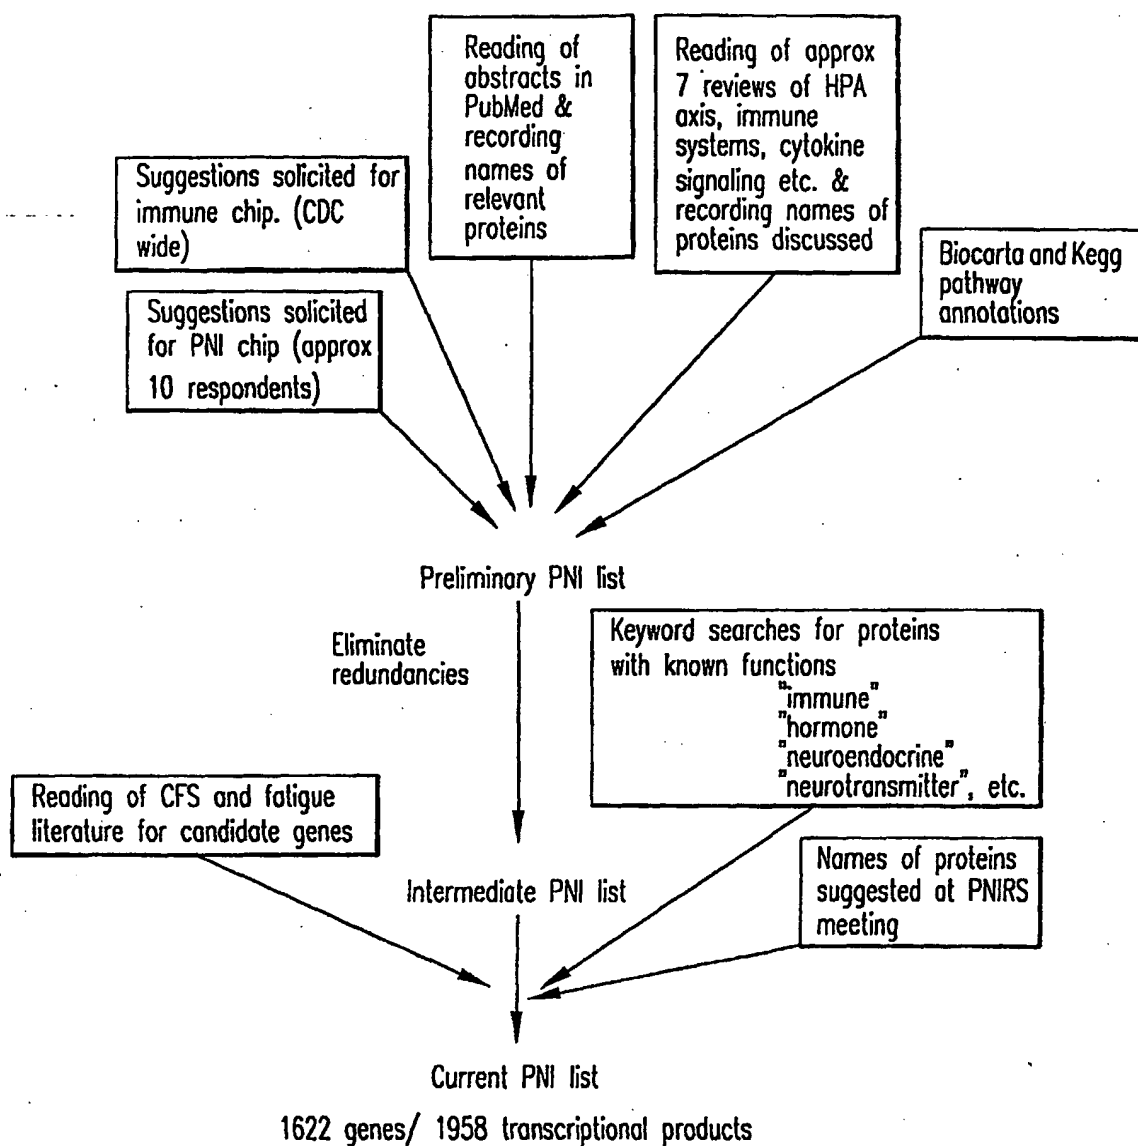 Reading of
abstracts in
PubMed &
recording
names of
relevant
proteins
Reading of approx
7 reviews of HPA
axis, immune
systems, cytokine
signaling etc. &
recording names of
proteins discussed
Suggestions solicited for
immune chip. (CDC
wide)
Biocarta and Kegg
pathway
annotations
Suggestions solicited
for PNI chip (approx
10 respondents)
Preliminary PNI list
Eliminate
redundancies
Keyword searches for proteins
with known functions
"immune"
"hormone"
"neuroendocrine"
"neurotransmitter", etc.
Reading of CFS and fatigue
literature for candidate genes
Names of proteins
suggested at PNIRS
meeting
Intermediate PNI list
Current PNI list
1622 genes/ 1958 transcriptional products